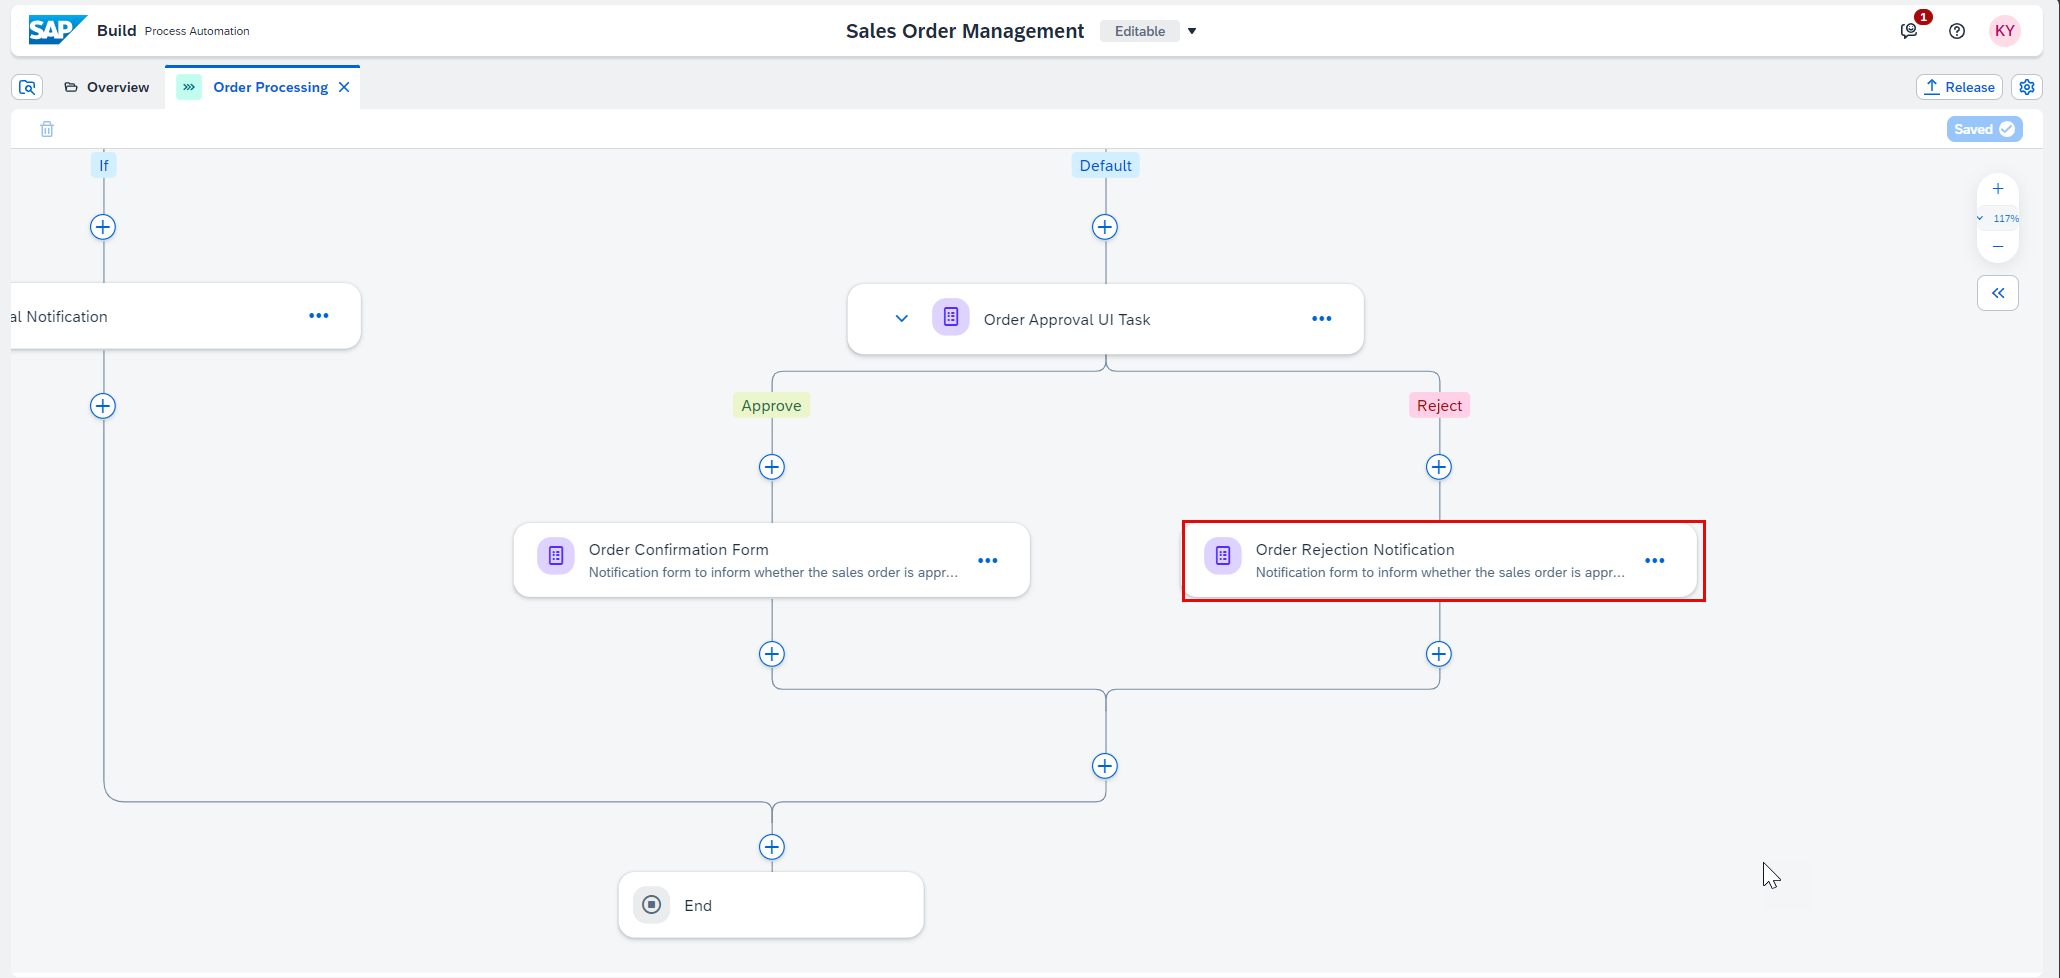 SAP Build Process Automation
Sales Order Management Editable
1
KY
Overview
Order Processing
Release
Saved
If
Default
117%
al Notification
Order Approval UI Task
Approve
Reject
Order Confirmation Form
Notification form to inform whether the sales order is appr...
Order Rejection Notification
Notification form to inform whether the sales order is appr...
End